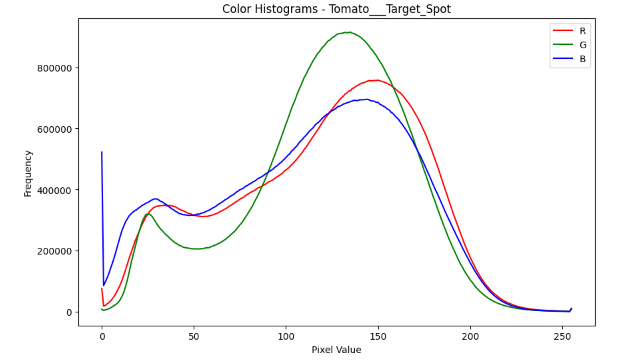 Color Histograms - Tomato___Target_Spot
R
G
B
Frequency
800000
600000
400000
200000
0
0 50 100 150 200 250
Pixel Value